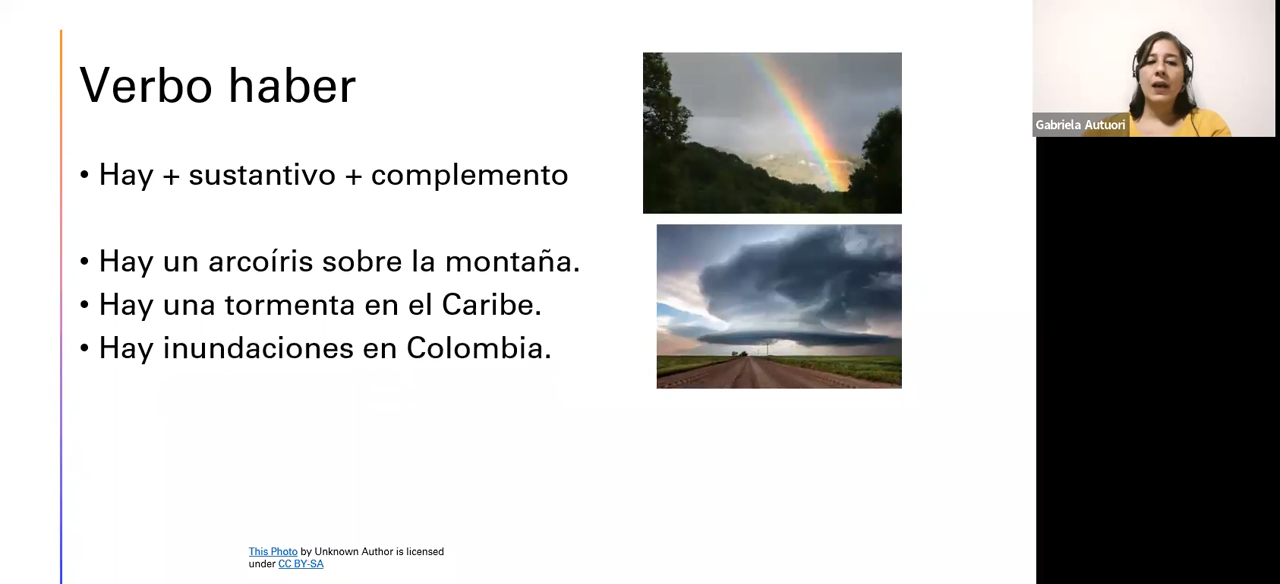 Verbo haber
• Hay + sustantivo + complemento
• Hay un arcoíris sobre la montaña.
• Hay una tormenta en el Caribe.
• Hay inundaciones en Colombia.
This Photo by Unknown Author is licensed
under CC BY-SA
Gabriela Autuori